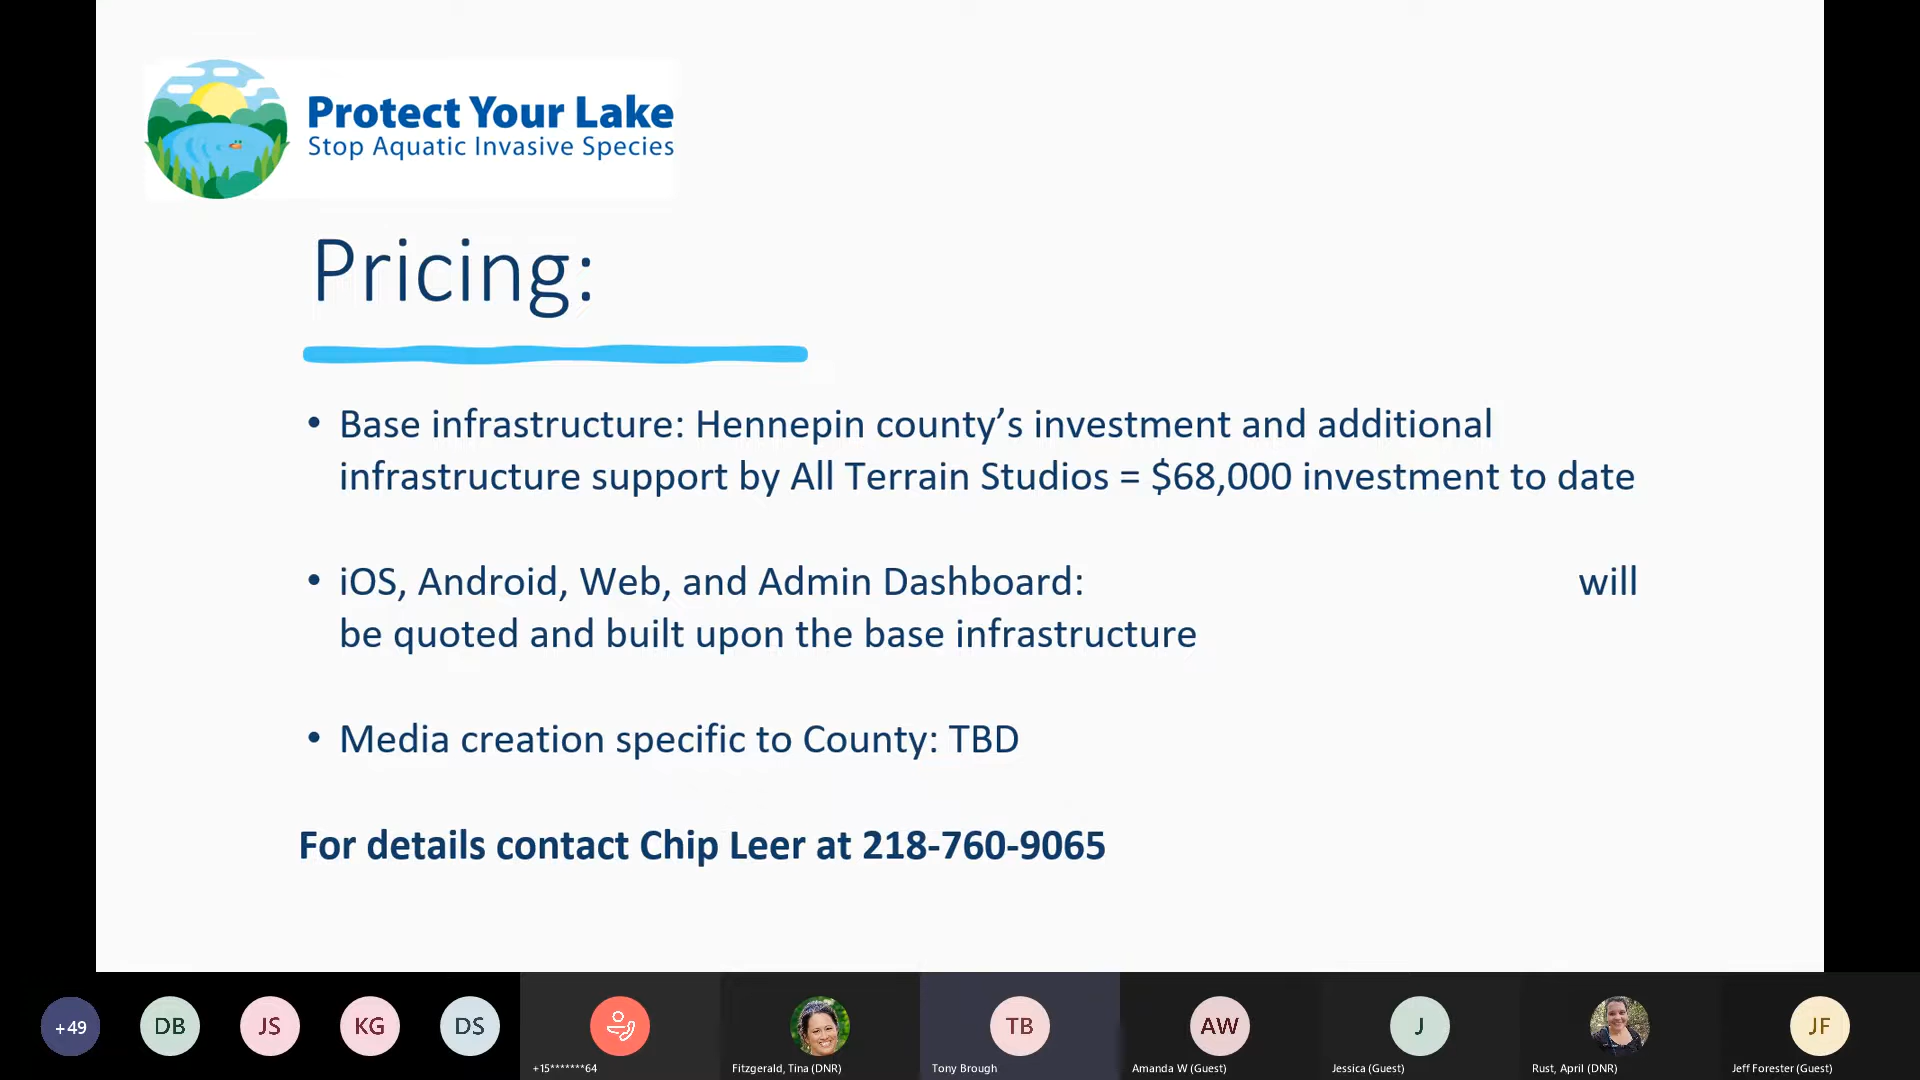 Protect Your Lake
Stop Aquatic Invasive Species
Pricing:
• Base infrastructure: Hennepin county’s investment and additional
infrastructure support by All Terrain Studios = $68,000 investment to date
• iOS, Android, Web, and Admin Dashboard: will
be quoted and built upon the base infrastructure
• Media creation specific to County: TBD
For details contact Chip Leer at 218-760-9065
+49 DB JS KG DS TB AW J JF
+15*******64 Fitzgerald, Tina (DNR) Tony Brough Amanda W (Guest) Jessica (Guest) Rust, April (DNR) Jeff Forester (Guest)